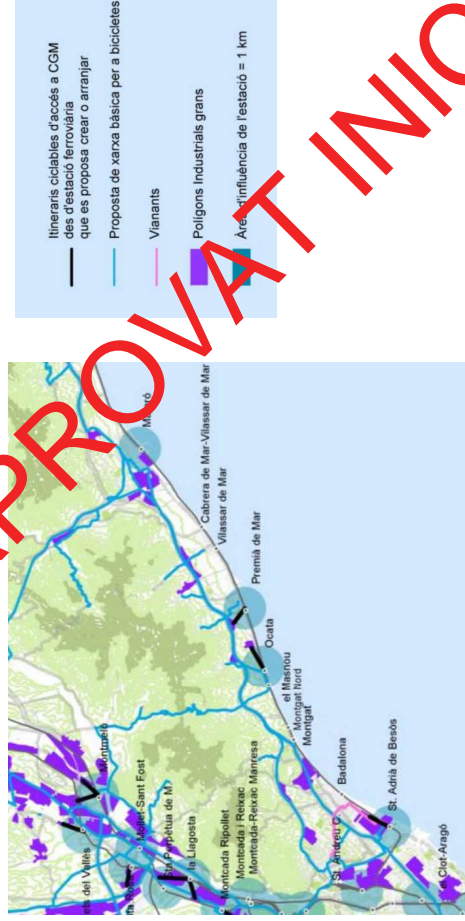 Itineraris ciclables d'accés a CGM
des d'estació ferroviària
que es proposa crear o arranjar
Proposta de xarxa bàsica per a bicicletes
Vianants
Polígons Industrials grans
d'influència de l'estació = 1 km
APROVAT INIC
Cabrera de Mar-Vilassar de Mar
Vilassar de Mar
Premià de Mar
Ocata
el Masnou
Montgat Nord
Montgat
Badalona
St. Adrià de Besòs
el Clot-Aragó
St. Andreu C.
Montmeló
Mollet-Sant Fost
Sta Perpètua de M.
la Llagosta
Montcada Ripollet
Montcada i Reixac
Montcada-Reixac Manresa
ets del Vallès